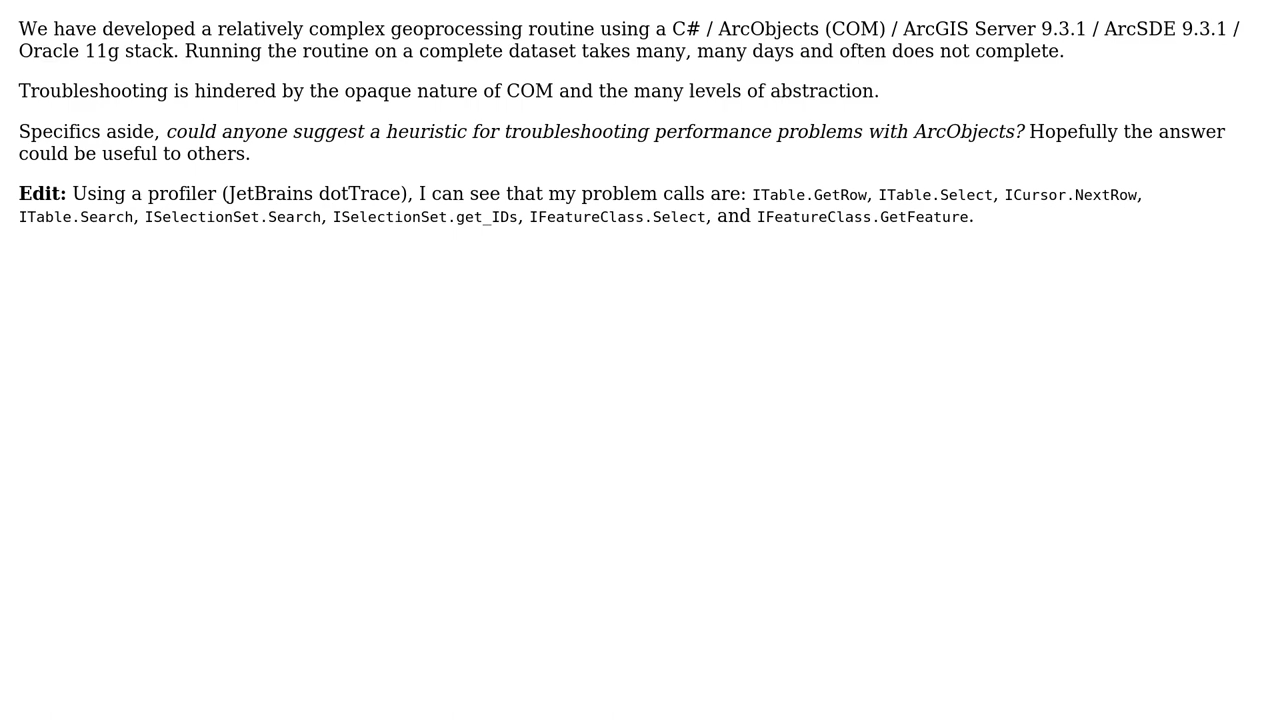 We have developed a relatively complex geoprocessing routine using a C# / ArcObjects (COM) / ArcGIS Server 9.3.1 / ArcSDE 9.3.1 /
Oracle 11g stack. Running the routine on a complete dataset takes many, many days and often does not complete.
Troubleshooting is hindered by the opaque nature of COM and the many levels of abstraction.
Specifics aside, could anyone suggest a heuristic for troubleshooting performance problems with ArcObjects? Hopefully the answer
could be useful to others.
Edit: Using a profiler (JetBrains dotTrace), I can see that my problem calls are: ITable.GetRow, ITable.Select, ICursor.NextRow,
ITable.Search, ISelectionSet.Search, ISelectionSet.get_IDs, IFeatureClass.Select, and IFeatureClass.GetFeature.